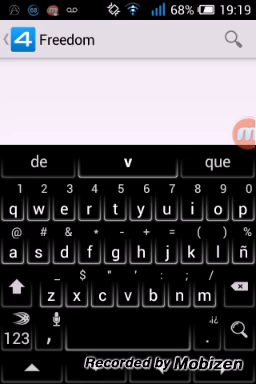 68% 19:19
4 Freedom
de v que
1 2 3 4 5 6 7 8 9 0
q w e r t y u i o p
@ # & * - + = ( ) %
a s d f g h j k l ñ
_ $ " ' : ; /
z x c v b n m
123 , . ¡¿
Recorded by Mobizen